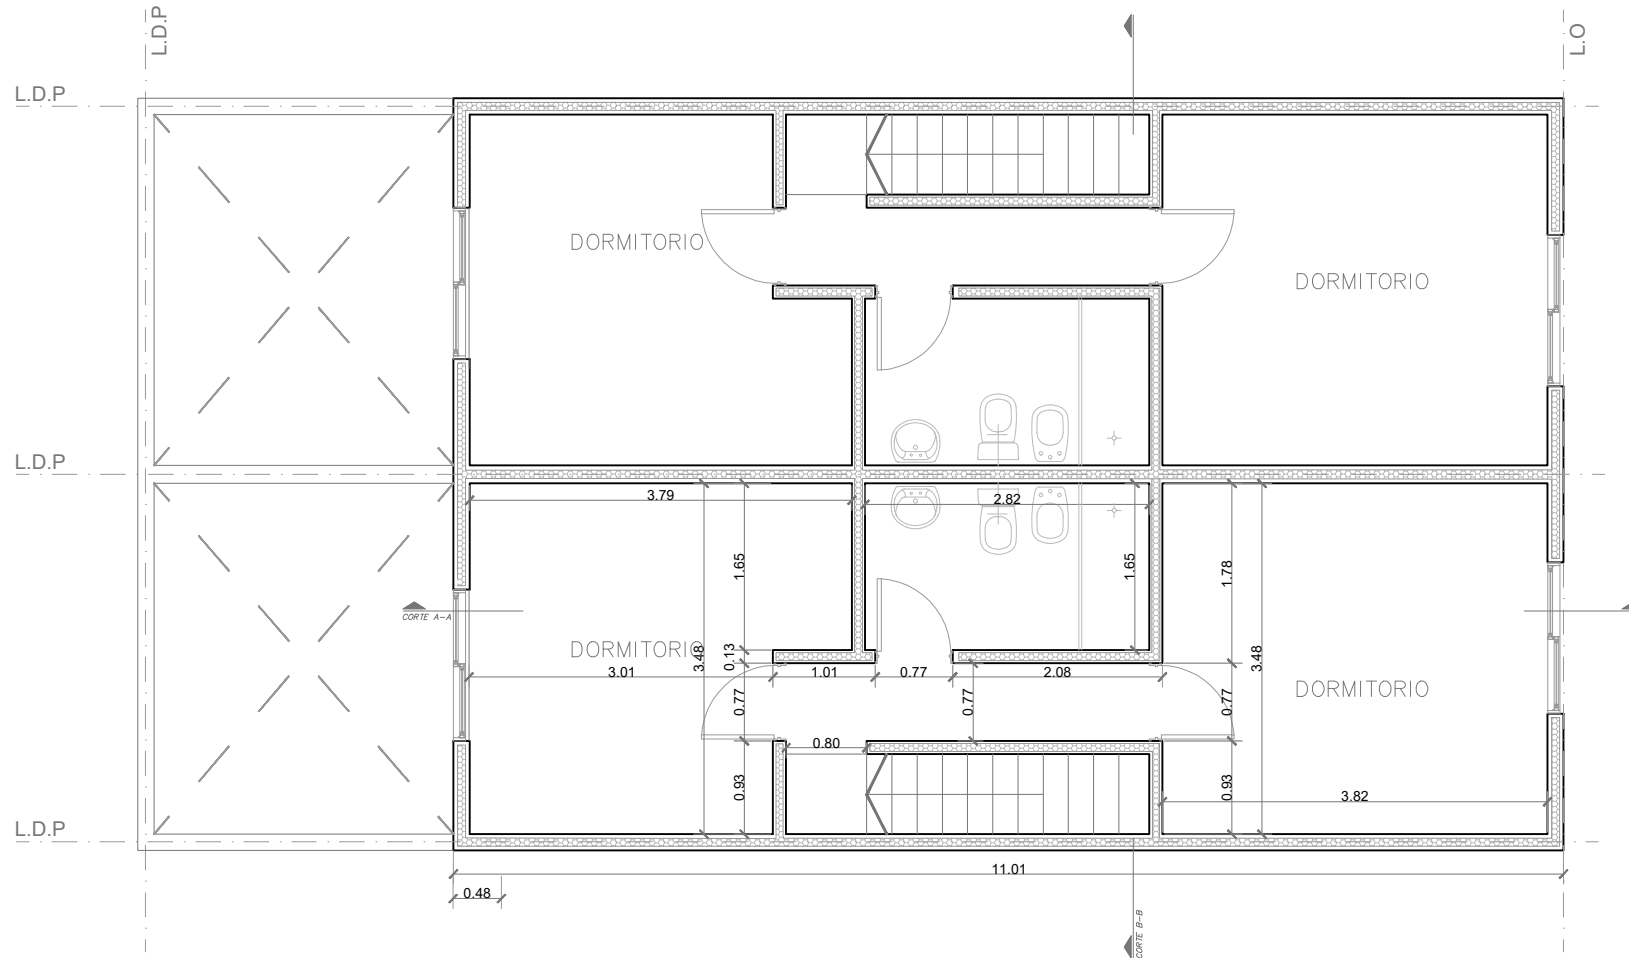 L.D.P
L.O
L.D.P
DORMITORIO
DORMITORIO
L.D.P
3.79
2.82
1.65
1.65
1.78
CORTE A-A
DORMITORIO
3.48
0.13
3.48
3.01
1.01
0.77
2.08
DORMITORIO
0.77
0.77
0.77
0.80
0.93
0.93
3.82
L.D.P
11.01
0.48
CORTE B-B